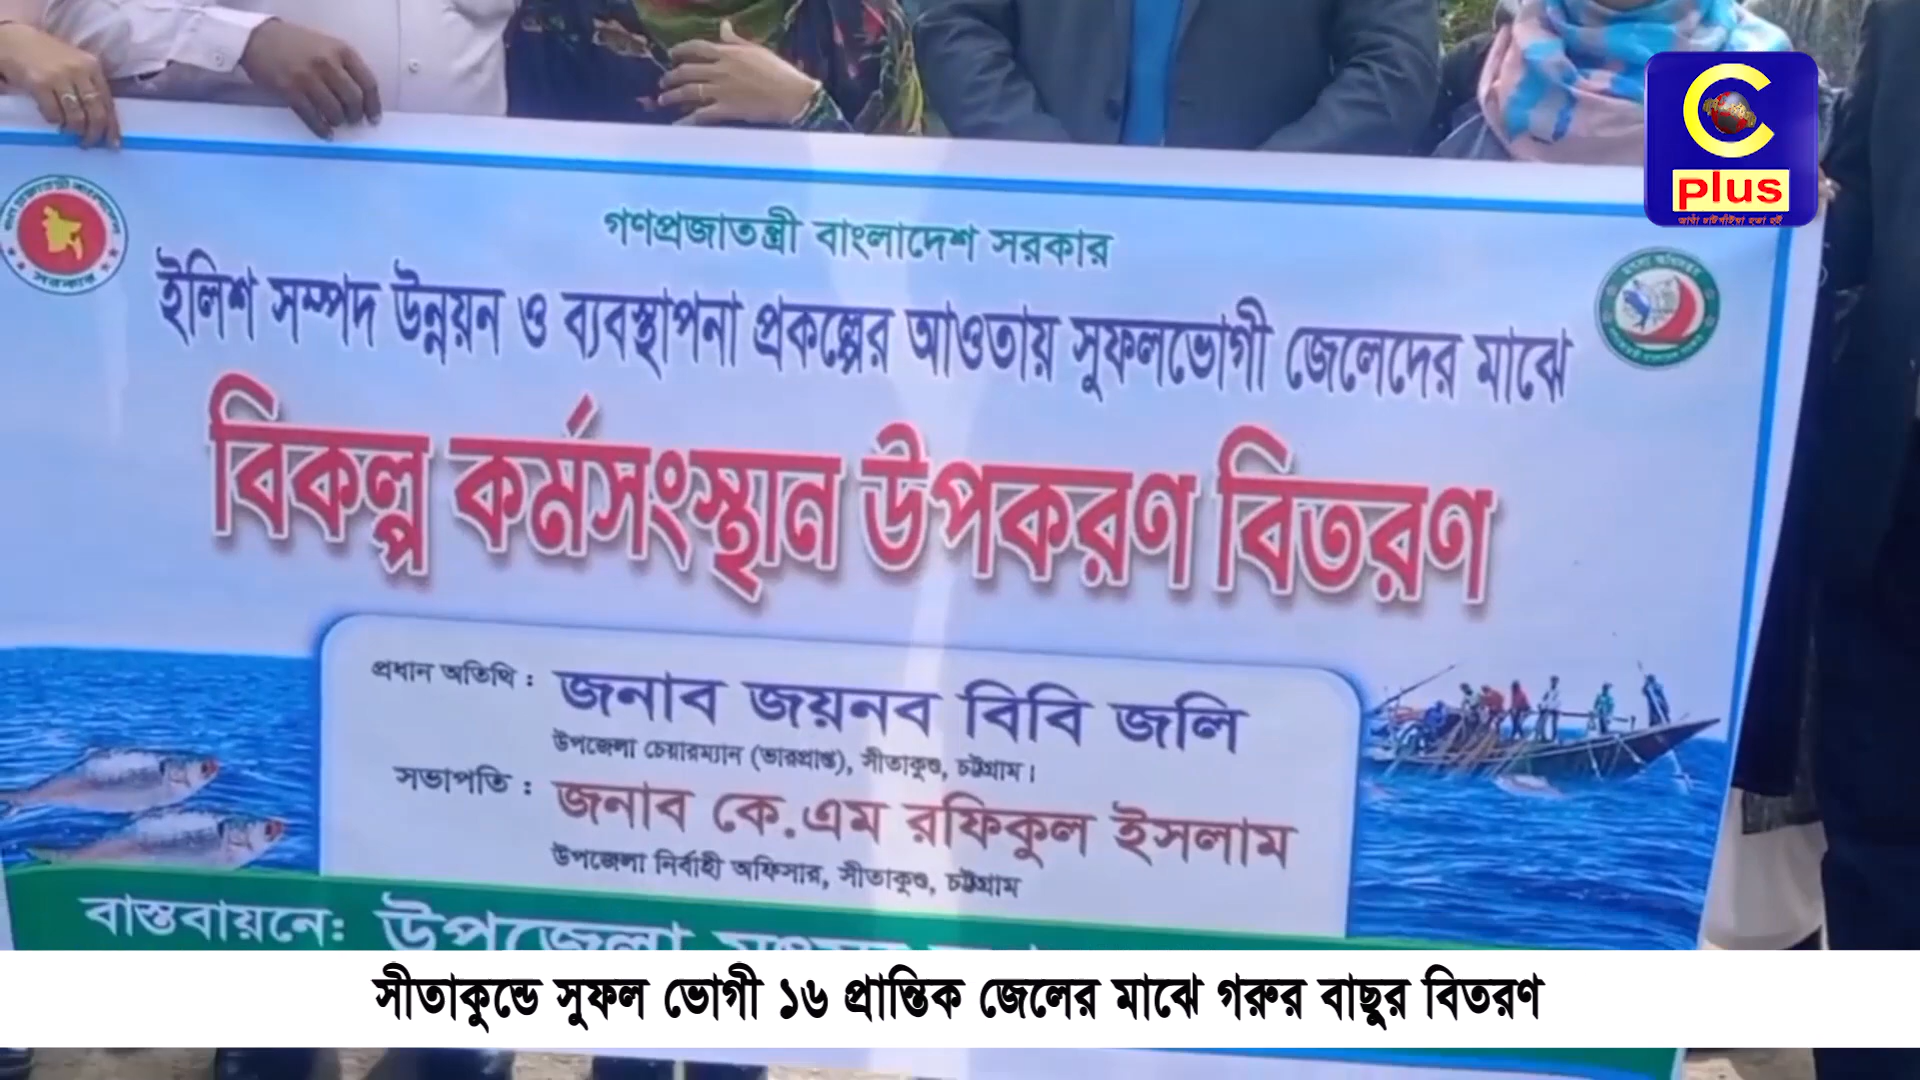 C
plus
গণপ্রজাতন্ত্রী বাংলাদেশ সরকার
ইলিশ সম্পদ উন্নয়ন ও ব্যবস্থাপনা প্রকল্পের আওতায় সুফলভোগী জেলেদের মাঝে
বিকল্প কর্মসংস্থান উপকরণ বিতরণ
প্রধান অতিথি : জনাব জয়নব বিবি জলি
উপজেলা চেয়ারম্যান (ভারপ্রাপ্ত), সীতাকুণ্ড, চট্টগ্রাম।
সভাপতি : জনাব কে.এম রফিকুল ইসলাম
উপজেলা নির্বাহী অফিসার, সীতাকুণ্ড, চট্টগ্রাম
বাস্তবায়নে: উপজেলা
সীতাকুন্ডে সুফল ভোগী ১৬ প্রান্তিক জেলের মাঝে গরুর বাছুর বিতরণ